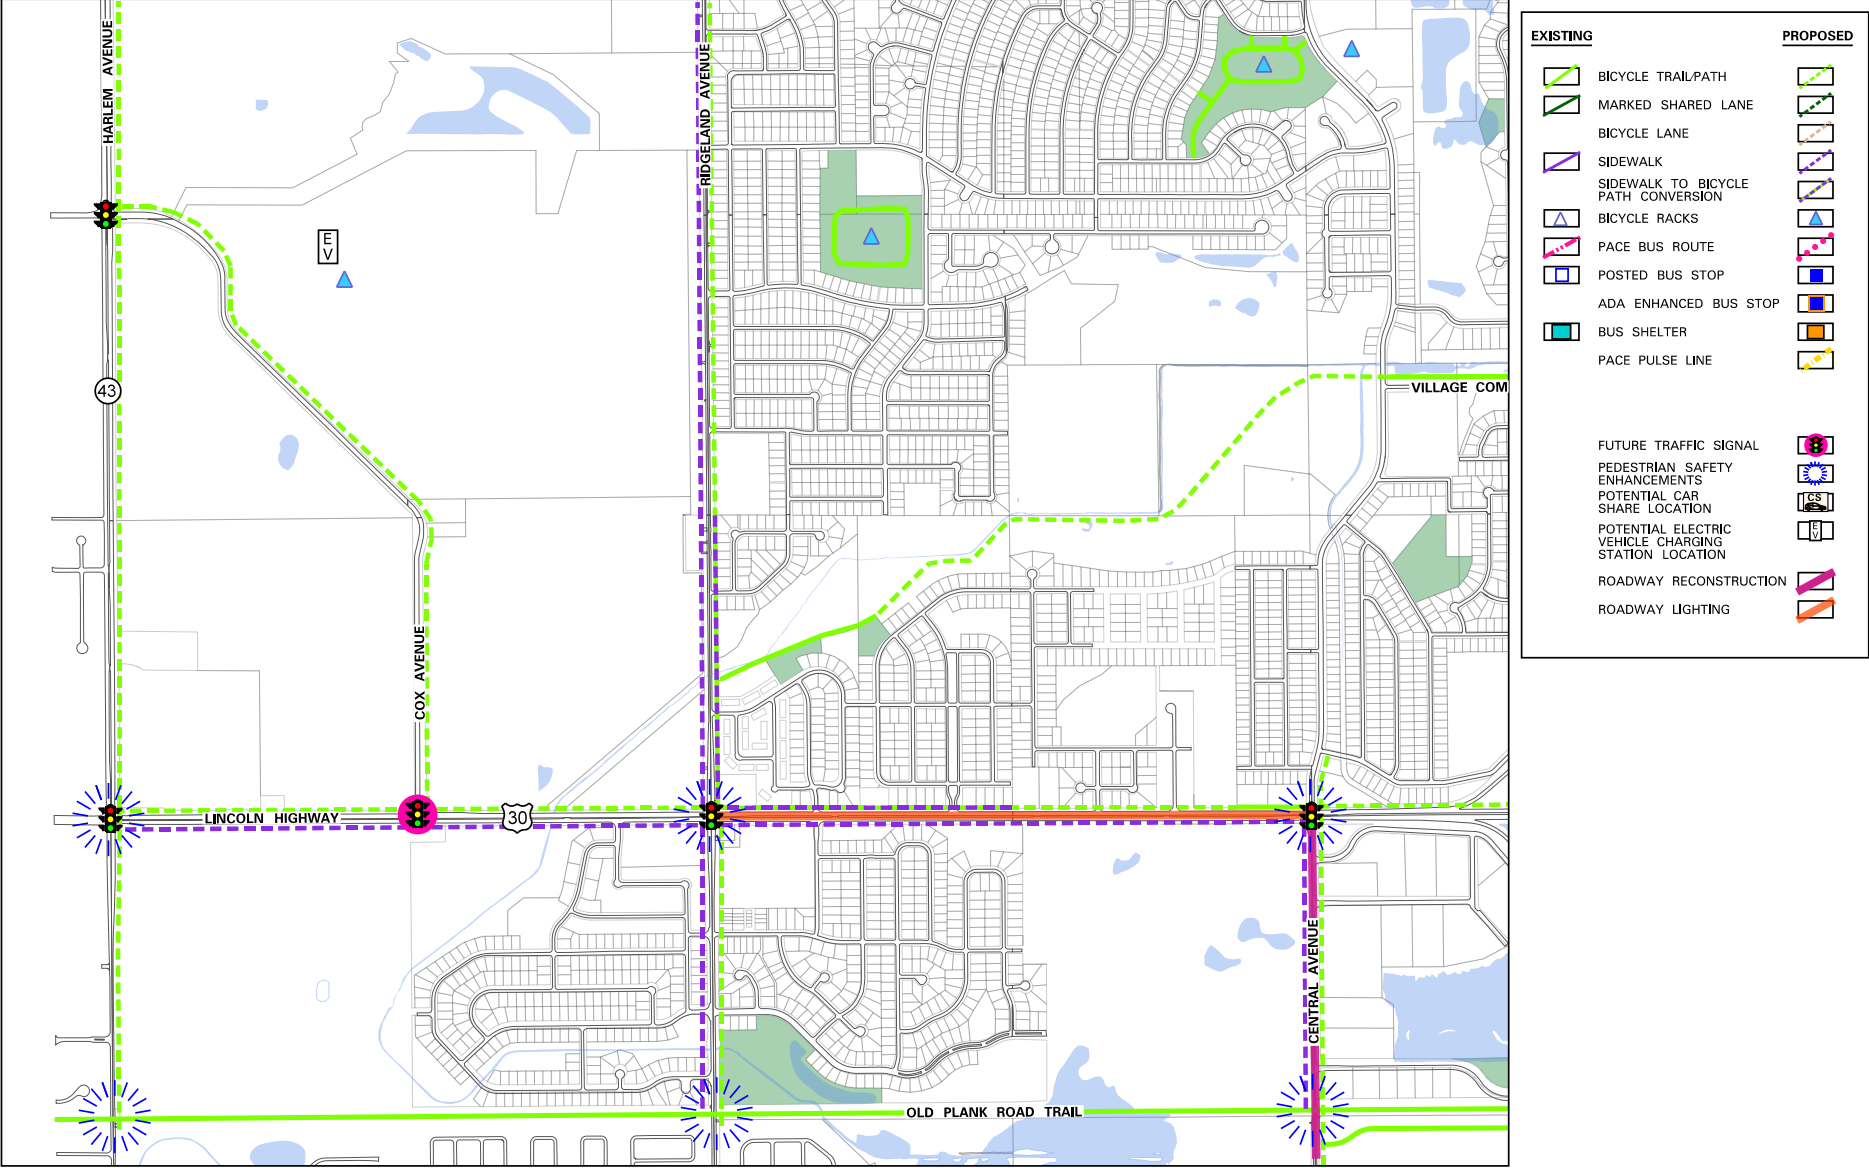 HARLEM AVENUE
RIDGELAND AVENUE
E
V
43
VILLAGE COM
COX AVENUE
LINCOLN HIGHWAY
30
CENTRAL AVENUE
OLD PLANK ROAD TRAIL
EXISTING
PROPOSED
BICYCLE TRAIL/PATH
MARKED SHARED LANE
BICYCLE LANE
SIDEWALK
SIDEWALK TO BICYCLE
PATH CONVERSION
BICYCLE RACKS
PACE BUS ROUTE
POSTED BUS STOP
ADA ENHANCED BUS STOP
BUS SHELTER
PACE PULSE LINE
FUTURE TRAFFIC SIGNAL
PEDESTRIAN SAFETY
ENHANCEMENTS
POTENTIAL CAR
SHARE LOCATION
CS
POTENTIAL ELECTRIC
VEHICLE CHARGING
STATION LOCATION
E
V
ROADWAY RECONSTRUCTION
ROADWAY LIGHTING